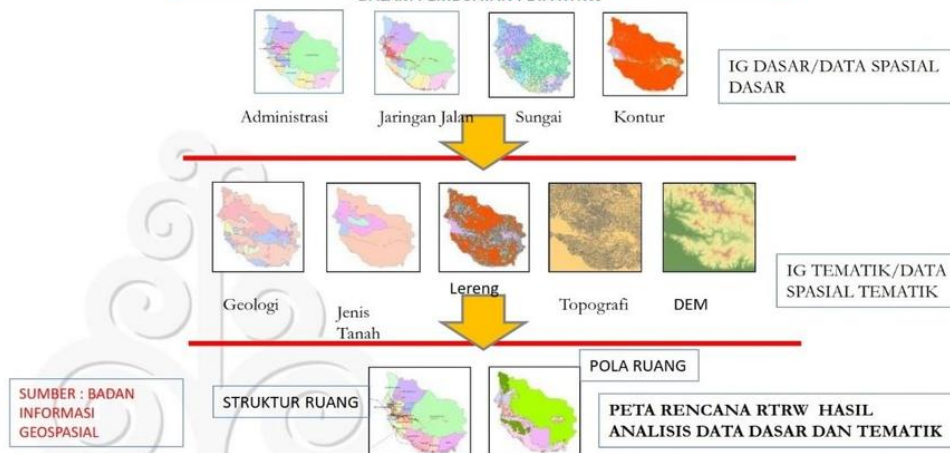 Administrasi
Jaringan Jalan
Sungai
Kontur
IG DASAR/DATA SPASIAL
DASAR
Geologi
Jenis
Tanah
Lereng
Topografi
DEM
IG TEMATIK/DATA
SPASIAL TEMATIK
SUMBER : BADAN
INFORMASI
GEOSPASIAL
STRUKTUR RUANG
POLA RUANG
PETA RENCANA RTRW HASIL
ANALISIS DATA DASAR DAN TEMATIK